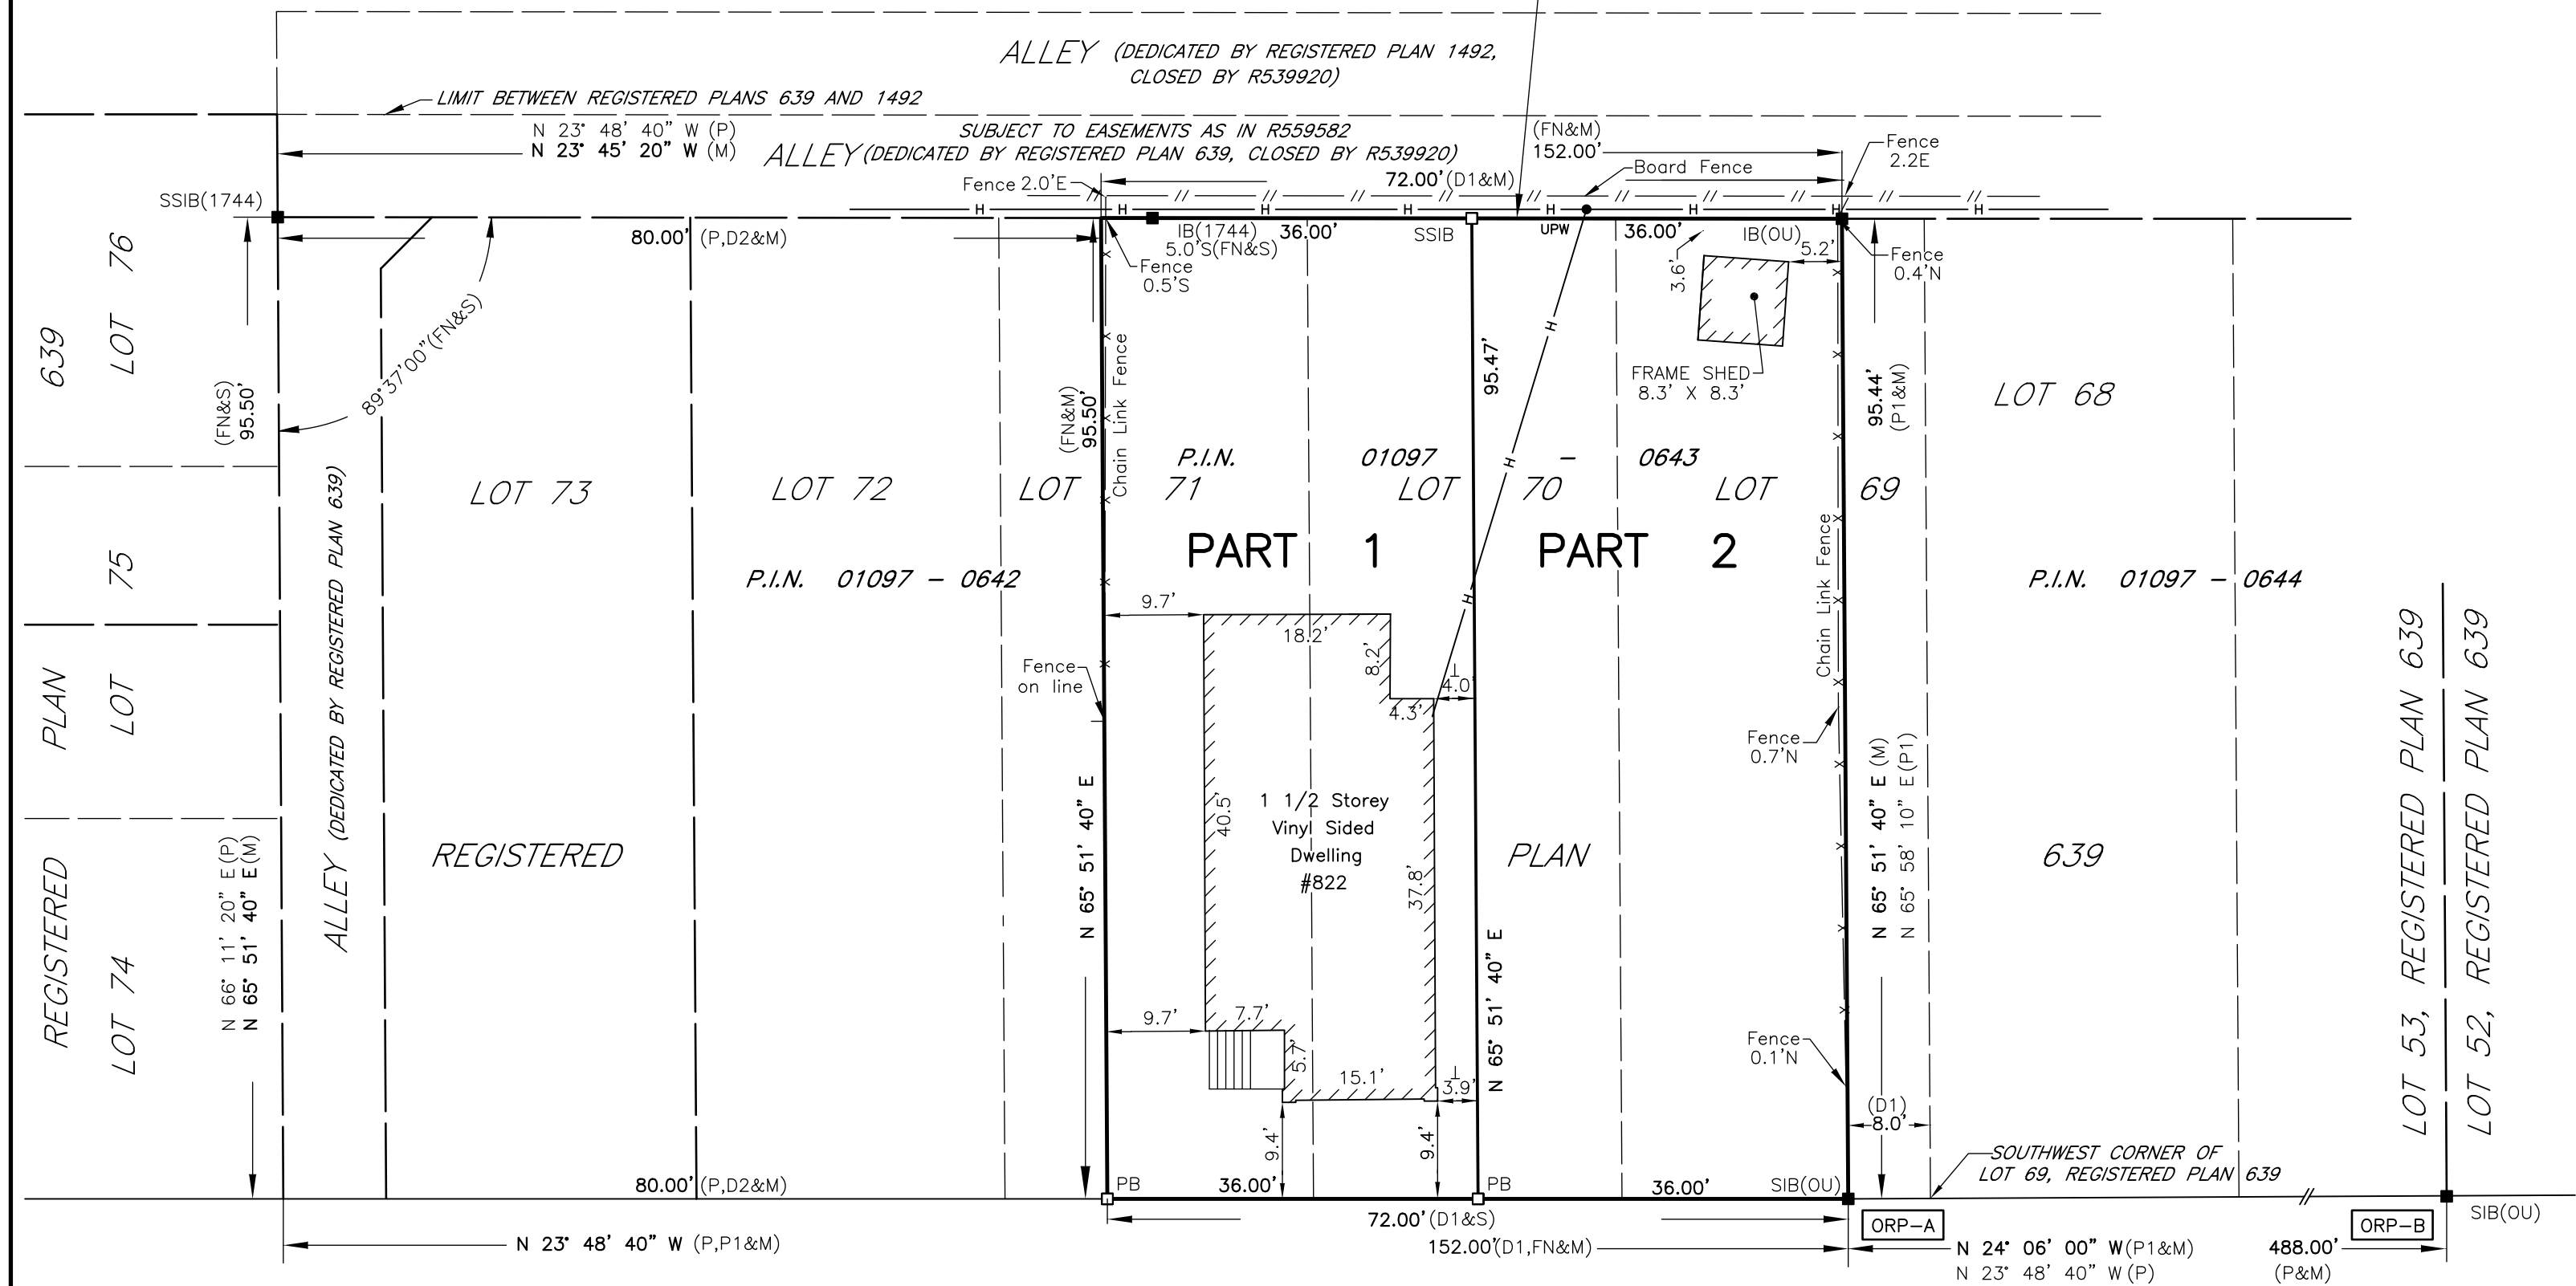 ALLEY (DEDICATED BY REGISTERED PLAN 1492,
CLOSED BY R539920)
LIMIT BETWEEN REGISTERED PLANS 639 AND 1492
N 23° 48' 40" W (P)
N 23° 45' 20" W (M)
SUBJECT TO EASEMENTS AS IN R559582
ALLEY (DEDICATED BY REGISTERED PLAN 639, CLOSED BY R539920)
(FN&M)
152.00'
Fence
2.2E
Board Fence
Fence 2.0'E
72.00' (D1&M)
SSIB(1744)
80.00' (P,D2&M)
IB(1744)
5.0'S(FN&S)
36.00'
SSIB
UPW
36.00'
IB(OU)
5.2'
3.6'
Fence
0.5'S
Fence
0.4'N
FRAME SHED
8.3' X 8.3'
89°37'00"(FN&S)
(FN&S)
95.50'
(FN&M)
95.50'
Chain Link Fence
95.47'
95.44'
(P1&M)
639
LOT 76
LOT 68
P.I.N. 01097 - 0643
LOT 73
LOT 72
LOT 71
LOT 70
LOT 69
PART 1
PART 2
Chain Link Fence
P.I.N. 01097 - 0642
P.I.N. 01097 - 0644
PLAN
LOT 75
ALLEY (DEDICATED BY REGISTERED PLAN 639)
9.7'
18.2'
8.2'
4.0'
4.3'
Fence
on line
Fence
0.7'N
40.5'
1 1/2 Storey
Vinyl Sided
Dwelling
#822
37.8'
N 65° 51' 40" E
N 65° 51' 40" E
N 65° 51' 40" E (M)
N 65° 58' 10" E (P1)
REGISTERED
PLAN
639
REGISTERED
LOT 74
N 66° 11' 20" E (P)
N 65° 51' 40" E (M)
9.7'
7.7'
5.7'
15.1'
3.9'
Fence
0.1'N
9.4'
9.4'
(D1)
8.0'
LOT 53, REGISTERED PLAN 639
LOT 52, REGISTERED PLAN 639
SOUTHWEST CORNER OF
LOT 69, REGISTERED PLAN 639
80.00' (P,D2&M)
PB
36.00'
PB
36.00'
SIB(OU)
72.00' (D1&S)
ORP-A
ORP-B
SIB(OU)
N 23° 48' 40" W (P,P1&M)
152.00'(D1,FN&M)
N 24° 06' 00" W(P1&M)
N 23° 48' 40" W (P)
488.00'
(P&M)